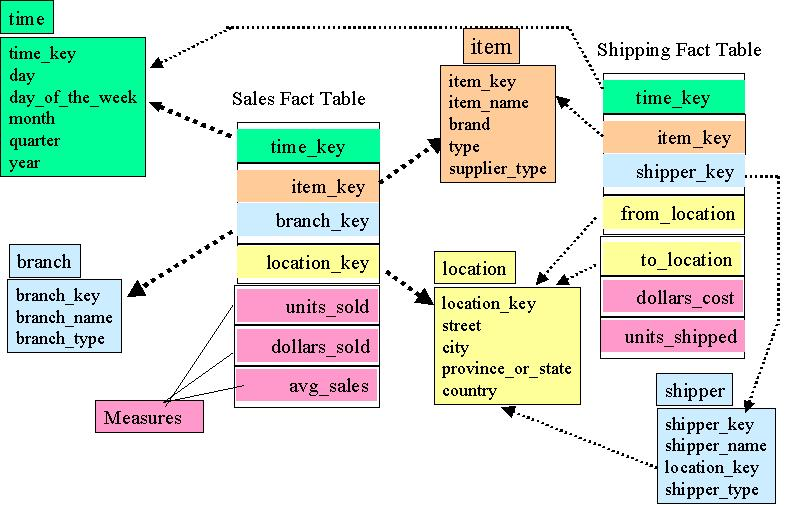 time
time_key
day
day_of_the_week
month
quarter
year
Sales Fact Table
time_key
item_key
branch_key
location_key
units_sold
dollars_sold
avg_sales
Measures
branch
branch_key
branch_name
branch_type
item
item_key
item_name
brand
type
supplier_type
location
location_key
street
city
province_or_state
country
Shipping Fact Table
time_key
item_key
shipper_key
from_location
to_location
dollars_cost
units_shipped
shipper
shipper_key
shipper_name
location_key
shipper_type